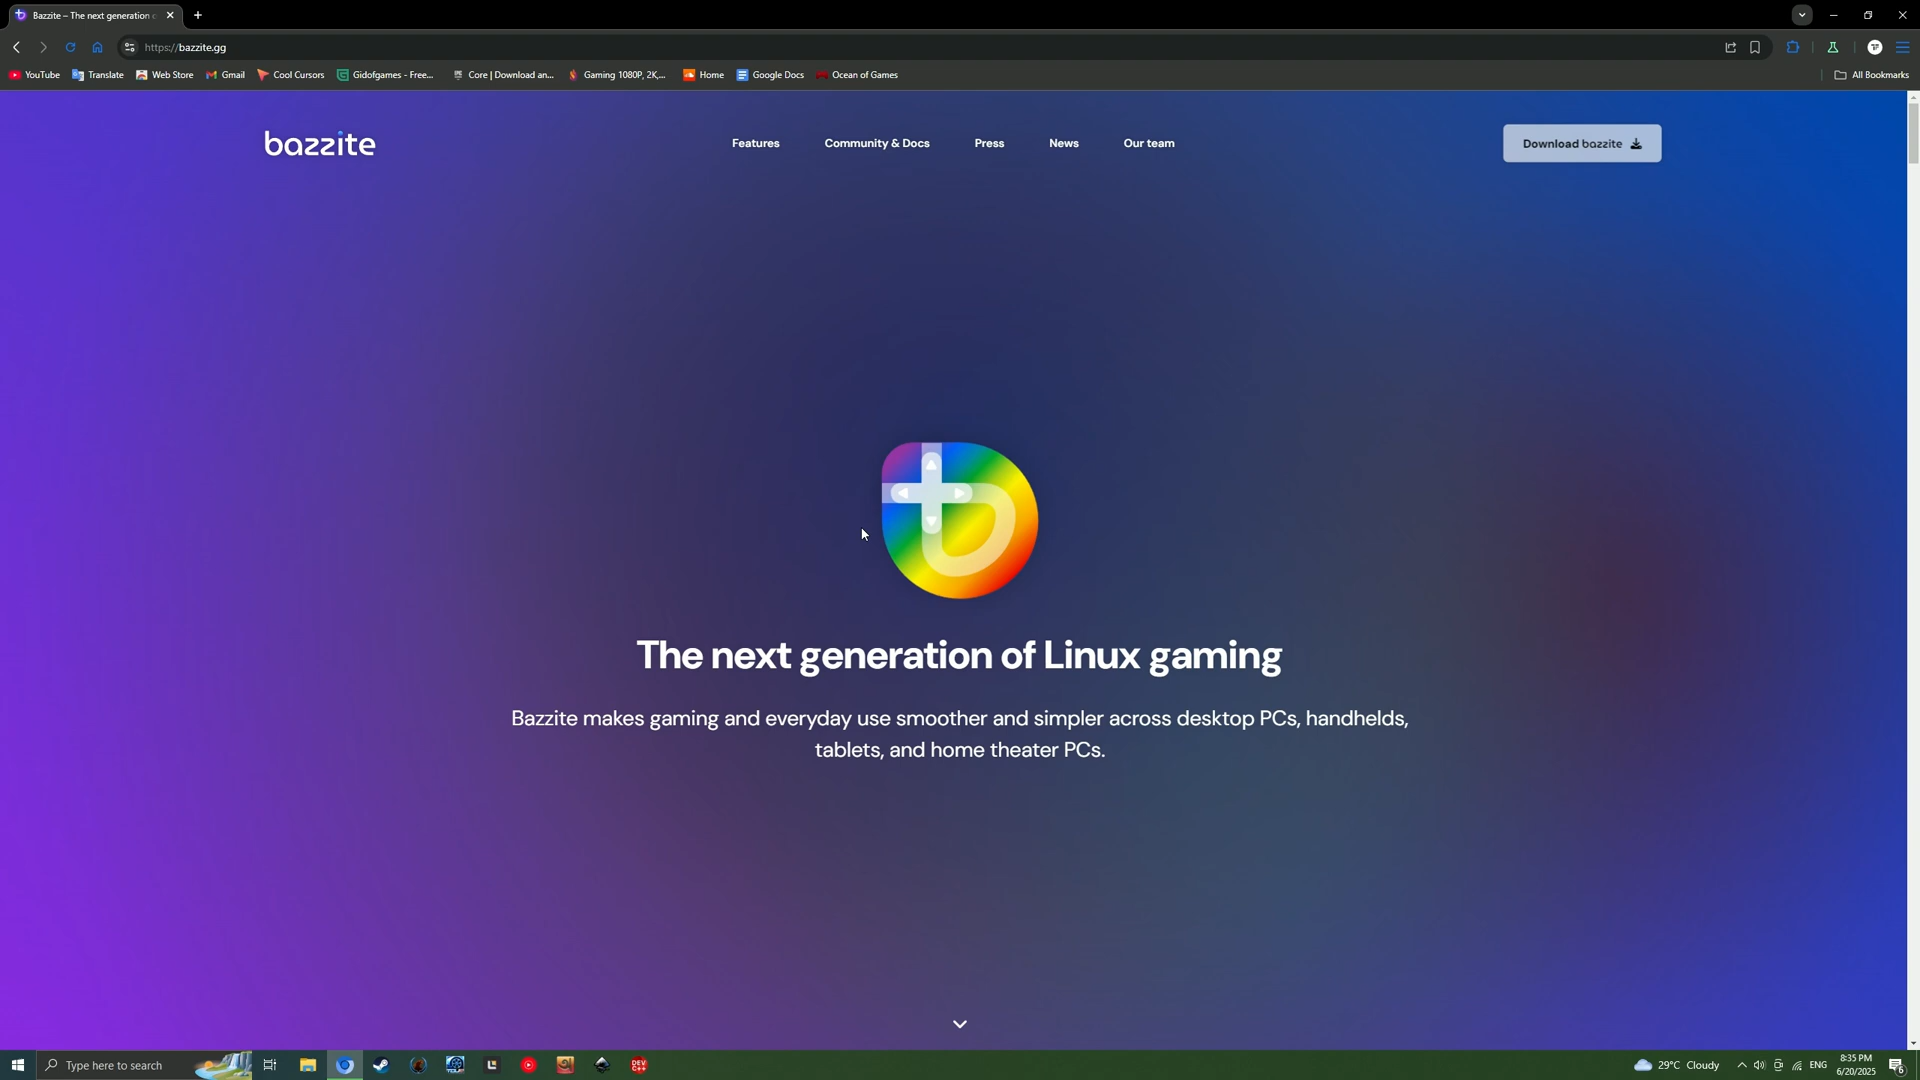 Bazzite – The next generation o
https://bazzite.gg
YouTube
Translate
Web Store
Gmail
Cool Cursors
Gidofgames - Free...
Core | Download an...
Gaming 1080P, 2K,...
Home
Google Docs
Ocean of Games
All Bookmarks
bazzite
Features
Community & Docs
Press
News
Our team
Download bazzite
The next generation of Linux gaming
Bazzite makes gaming and everyday use smoother and simpler across desktop PCs, handhelds,
tablets, and home theater PCs.
Type here to search
DEV
C++
29°C Cloudy
ENG
8:35 PM
6/20/2025
6